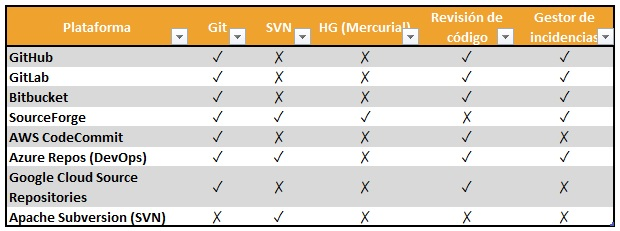 Plataforma Git SVN HG (Mercurial) Revisión de código Gestor de incidencias
GitHub ✓ ✗ ✗ ✓ ✓
GitLab ✓ ✗ ✗ ✓ ✓
Bitbucket ✓ ✗ ✗ ✓ ✓
SourceForge ✓ ✓ ✓ ✗ ✓
AWS CodeCommit ✓ ✗ ✗ ✓ ✗
Azure Repos (DevOps) ✓ ✓ ✗ ✓ ✓
Google Cloud Source
Repositories ✓ ✗ ✗ ✓ ✗
Apache Subversion (SVN) ✗ ✓ ✗ ✗ ✗